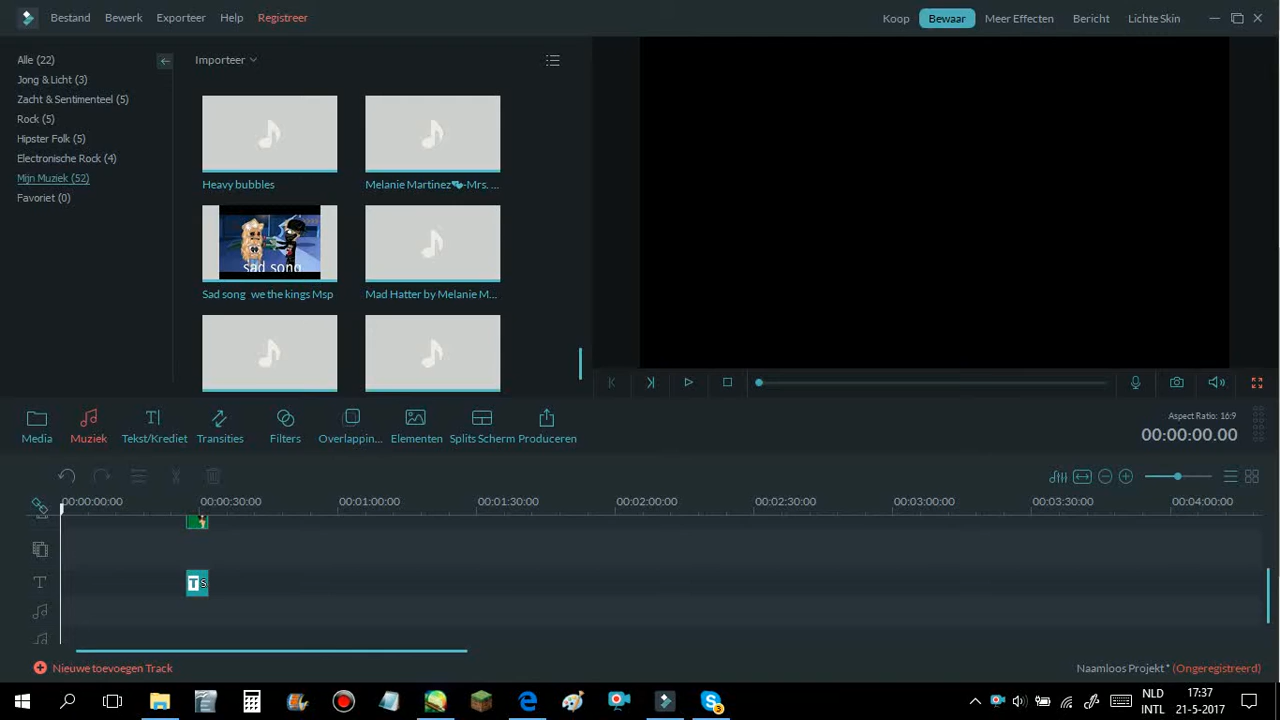 Bestand Bewerk Exporteer Help Registreer Koop Bewaar Meer Effecten Bericht Lichte Skin
Alle (22)
Jong & Licht (3)
Zacht & Sentimenteel (5)
Rock (5)
Hipster Folk (5)
Electronische Rock (4)
Mijn Muziek (52)
Favoriet (0)
Importeer
Heavy bubbles
Melanie Martinez -Mrs. ...
sad song
Sad song we the kings Msp
Mad Hatter by Melanie M...
Media Muziek Tekst/Krediet Transities Filters Overlappin... Elementen Splits Scherm Produceren
Aspect Ratio: 16:9
00:00:00.00
00:00:00:00 00:00:30:00 00:01:00:00 00:01:30:00 00:02:00:00 00:02:30:00 00:03:00:00 00:03:30:00 00:04:00:00
T S
T
Nieuwe toevoegen Track
Naamloos Projekt* (Ongeregistreerd)
3
NLD
INTL
17:37
21-5-2017